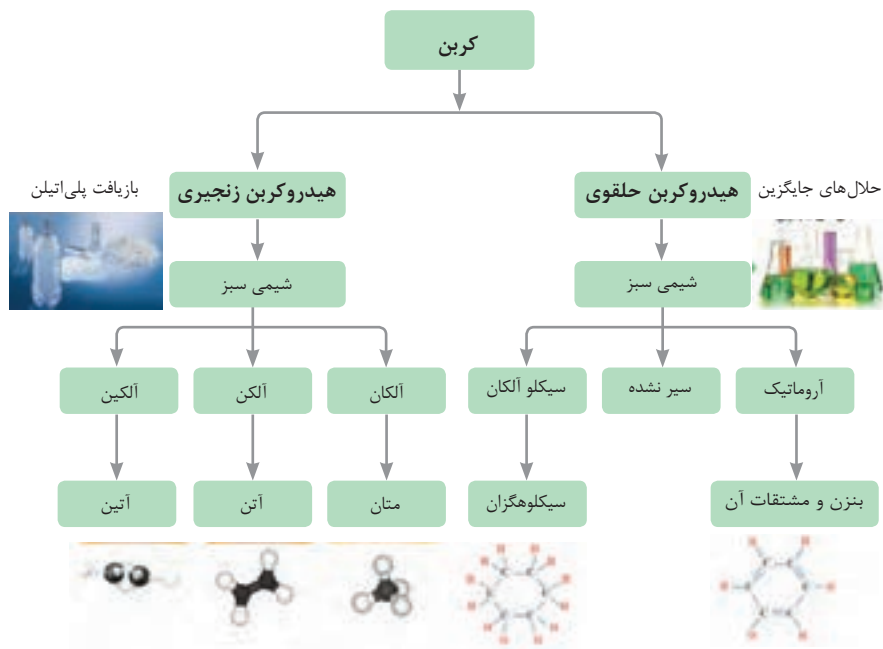 کربن
هیدروکربن حلقوی
هیدروکربن زنجیری
حلال‌های جایگزین
بازیافت پلی‌اتیلن
شیمی سبز
شیمی سبز
آروماتیک
سیر نشده
سیکلو آلکان
آلکان
آلکن
آلکین
بنزن و مشتقات آن
سیکلوهگزان
متان
آتن
آتین